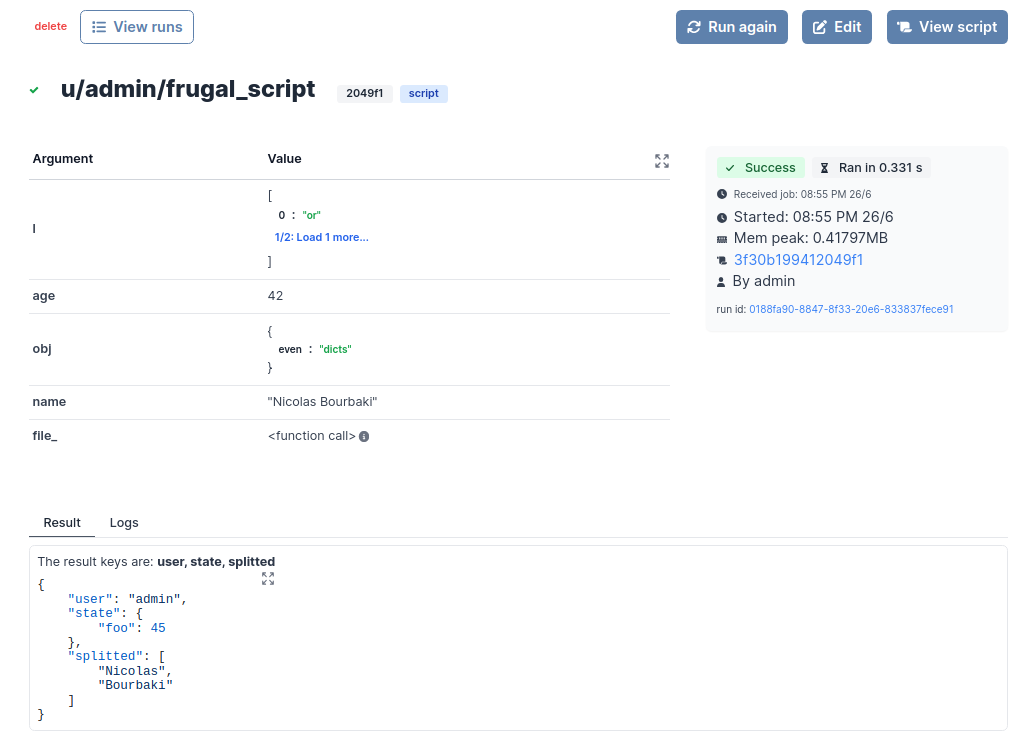 delete View runs Run again Edit View script
u/admin/frugal_script 2049f1 script
Argument Value
l
[
0 : "or"
1/2: Load 1 more...
]
age 42
obj
{
even : "dicts"
}
name "Nicolas Bourbaki"
file_ <function call>
Success Ran in 0.331 s
Received job: 08:55 PM 26/6
Started: 08:55 PM 26/6
Mem peak: 0.41797MB
3f30b199412049f1
By admin
run id: 0188fa90-8847-8f33-20e6-833837fece91
Result Logs
The result keys are: user, state, splitted
{
    "user": "admin",
    "state": {
        "foo": 45
    },
    "splitted": [
        "Nicolas",
        "Bourbaki"
    ]
}